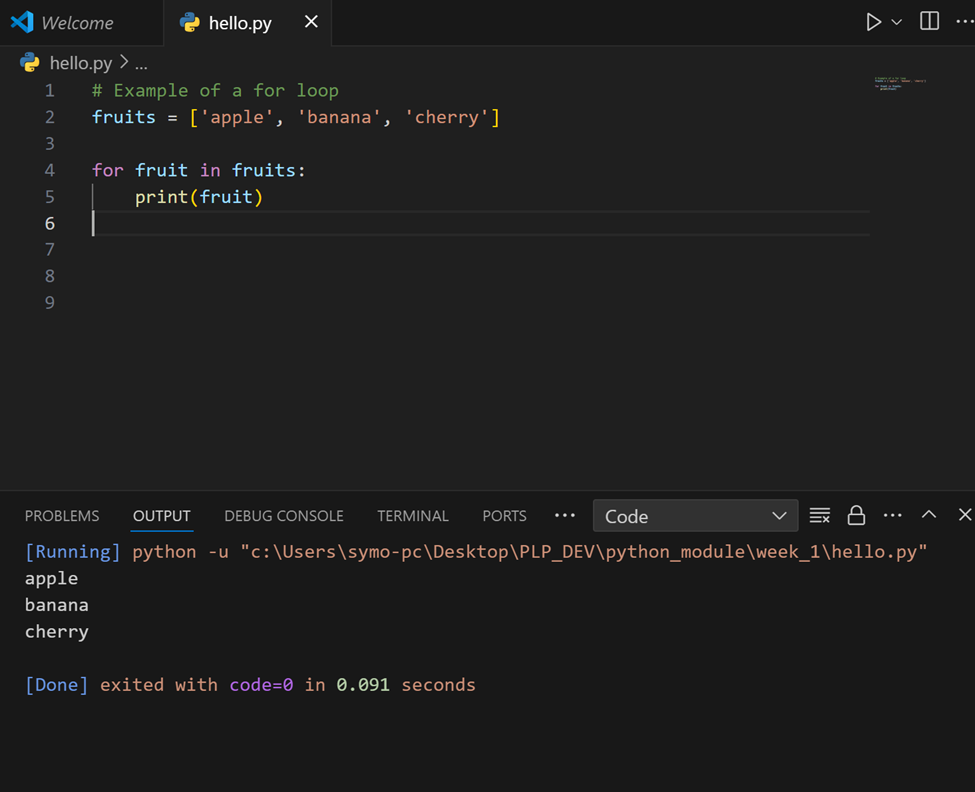 Welcome hello.py
hello.py > ...
1 # Example of a for loop
2 fruits = ['apple', 'banana', 'cherry']
3
4 for fruit in fruits:
5     print(fruit)
6
7
8
9
PROBLEMS OUTPUT DEBUG CONSOLE TERMINAL PORTS ... Code ...
[Running] python -u "c:\Users\symo-pc\Desktop\PLP_DEV\python_module\week_1\hello.py"
apple
banana
cherry
[Done] exited with code=0 in 0.091 seconds